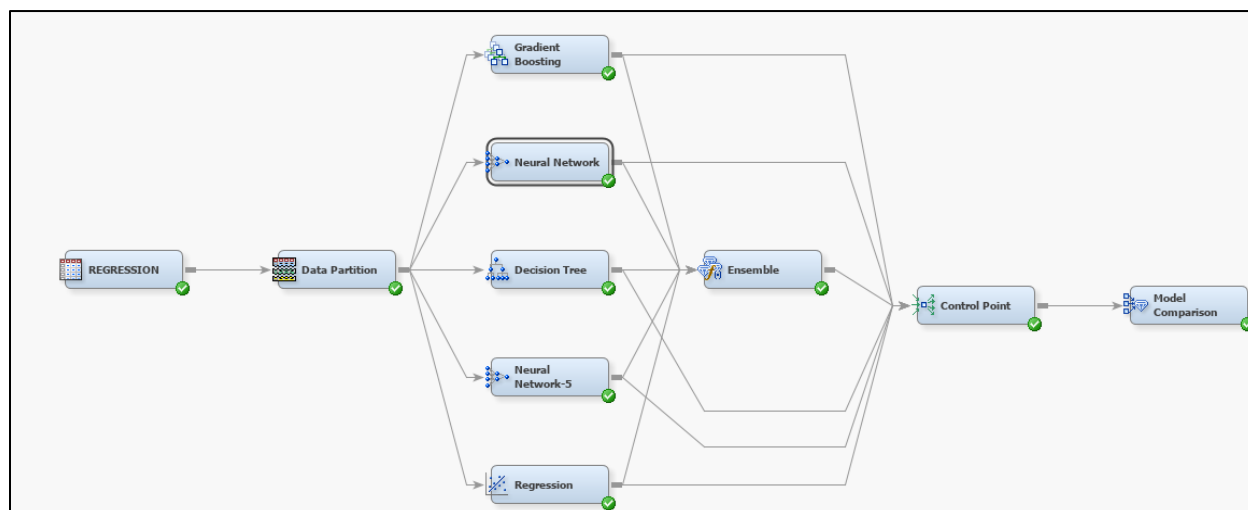 Gradient
Boosting
Neural Network
REGRESSION
Data Partition
Decision Tree
Ensemble
Control Point
Model
Comparison
Neural
Network-5
Regression